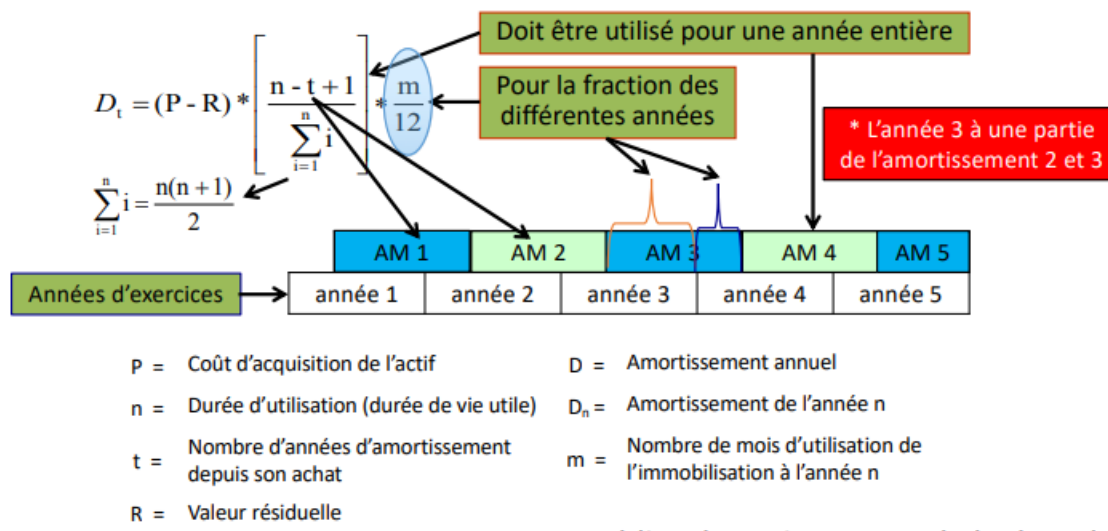 Doit être utilisé pour une année entière
D_t = (P - R) * [ (n - t + 1) / (∑_{i=1}^{n} i) ] * m/12
Pour la fraction des
différentes années
* L'année 3 à une partie
de l'amortissement 2 et 3
∑_{i=1}^{n} i = n(n + 1) / 2
AM 1 AM 2 AM 3 AM 4 AM 5
Années d'exercices année 1 année 2 année 3 année 4 année 5
P = Coût d'acquisition de l'actif
n = Durée d'utilisation (durée de vie utile)
t = Nombre d'années d'amortissement
depuis son achat
R = Valeur résiduelle
D = Amortissement annuel
D_n = Amortissement de l'année n
m = Nombre de mois d'utilisation de
l'immobilisation à l'année n